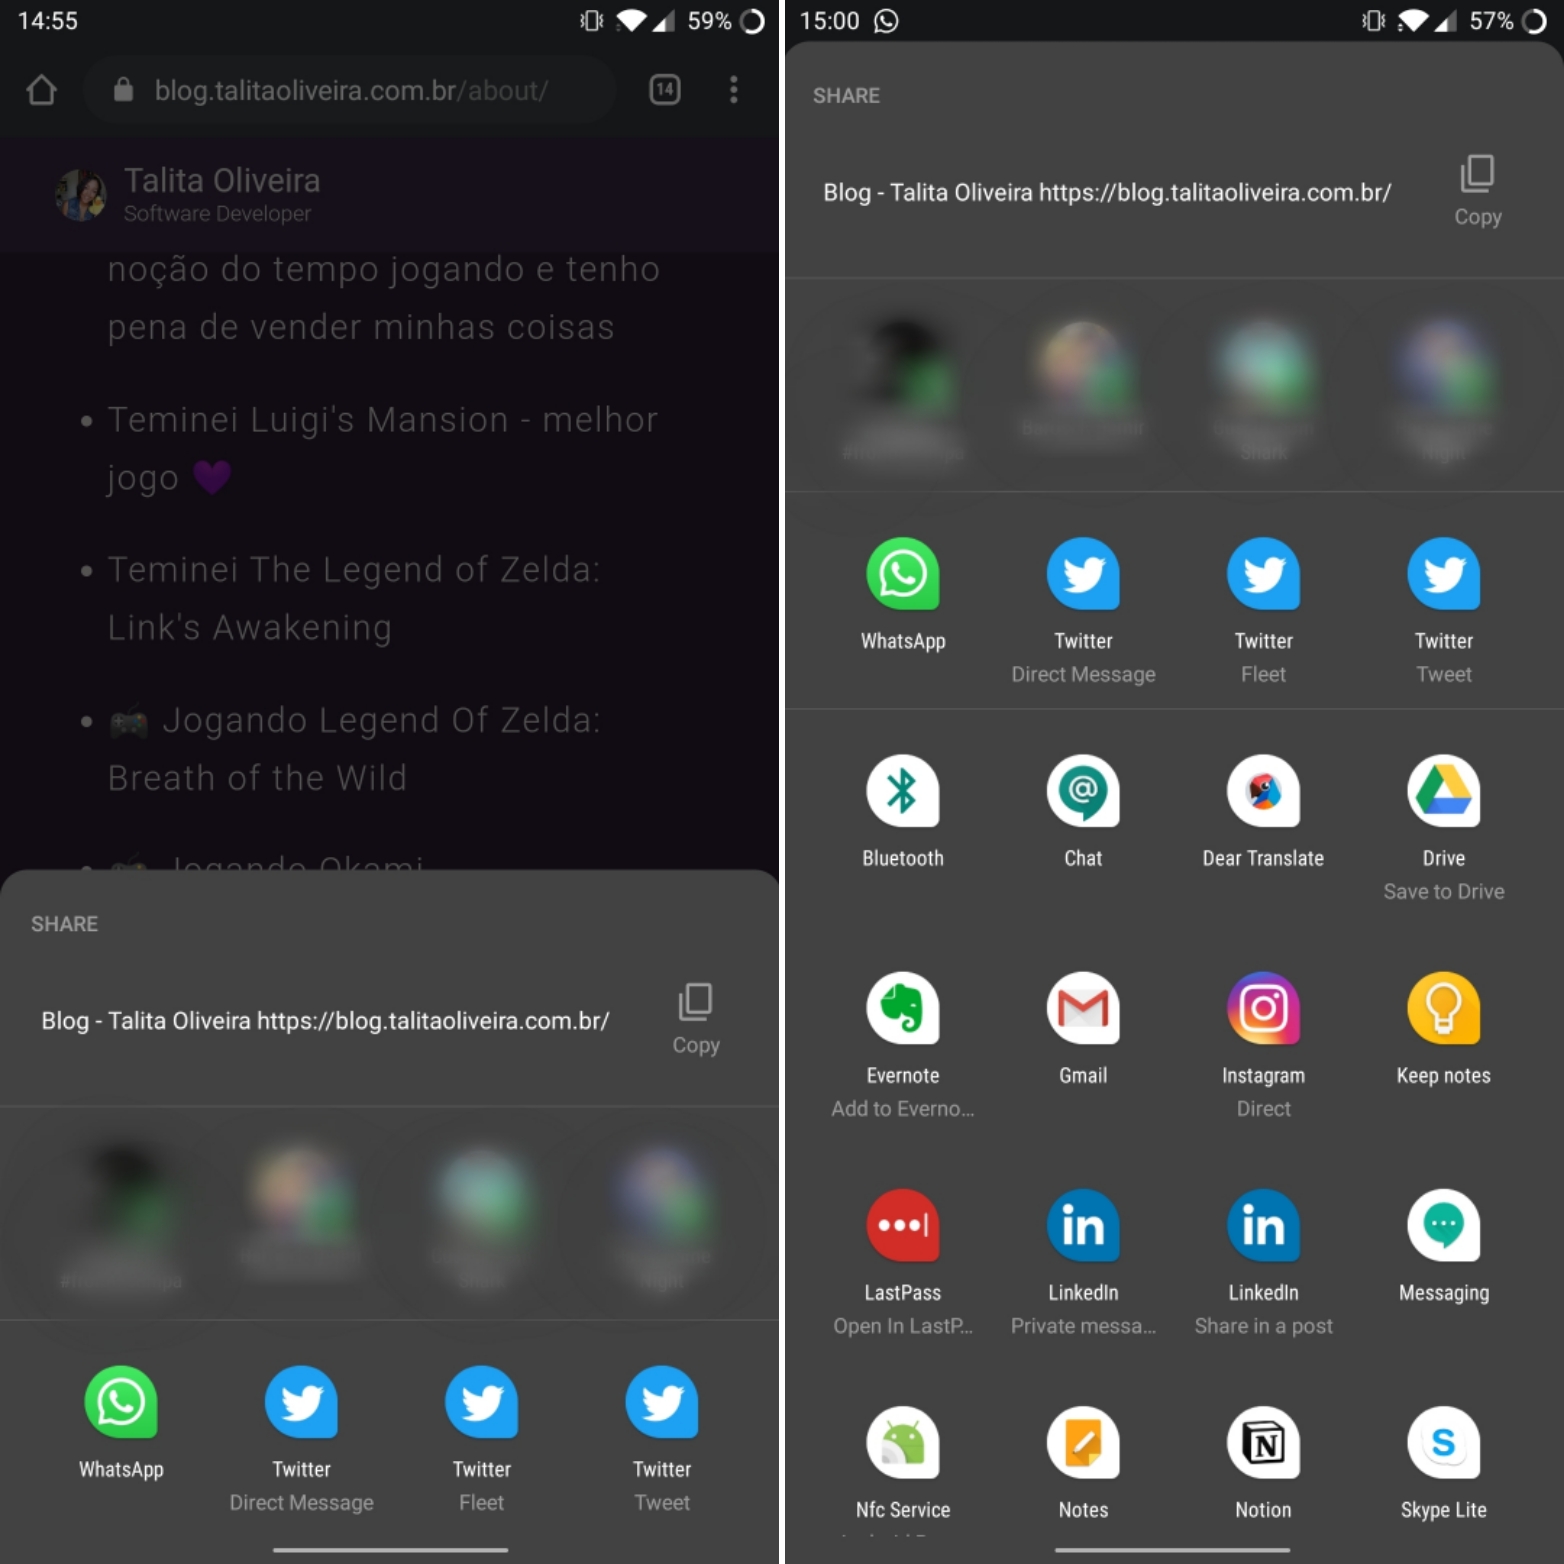 14:55
59%
blog.talitaoliveira.com.br/about/
14
Talita Oliveira
Software Developer
noção do tempo jogando e tenho
pena de vender minhas coisas
Teminei Luigi's Mansion - melhor
jogo 💜
Teminei The Legend of Zelda:
Link's Awakening
🎮 Jogando Legend Of Zelda:
Breath of the Wild
🎮 Jogando Okami
SHARE
Blog - Talita Oliveira https://blog.talitaoliveira.com.br/
Copy
WhatsApp
Twitter
Direct Message
Twitter
Fleet
Twitter
Tweet
15:00
57%
SHARE
Blog - Talita Oliveira https://blog.talitaoliveira.com.br/
Copy
Shark
Night
WhatsApp
Twitter
Direct Message
Twitter
Fleet
Twitter
Tweet
Bluetooth
Chat
Dear Translate
Drive
Save to Drive
Evernote
Add to Everno...
Gmail
Instagram
Direct
Keep notes
LastPass
Open In LastP...
LinkedIn
Private messa...
LinkedIn
Share in a post
Messaging
Nfc Service
Notes
Notion
Skype Lite